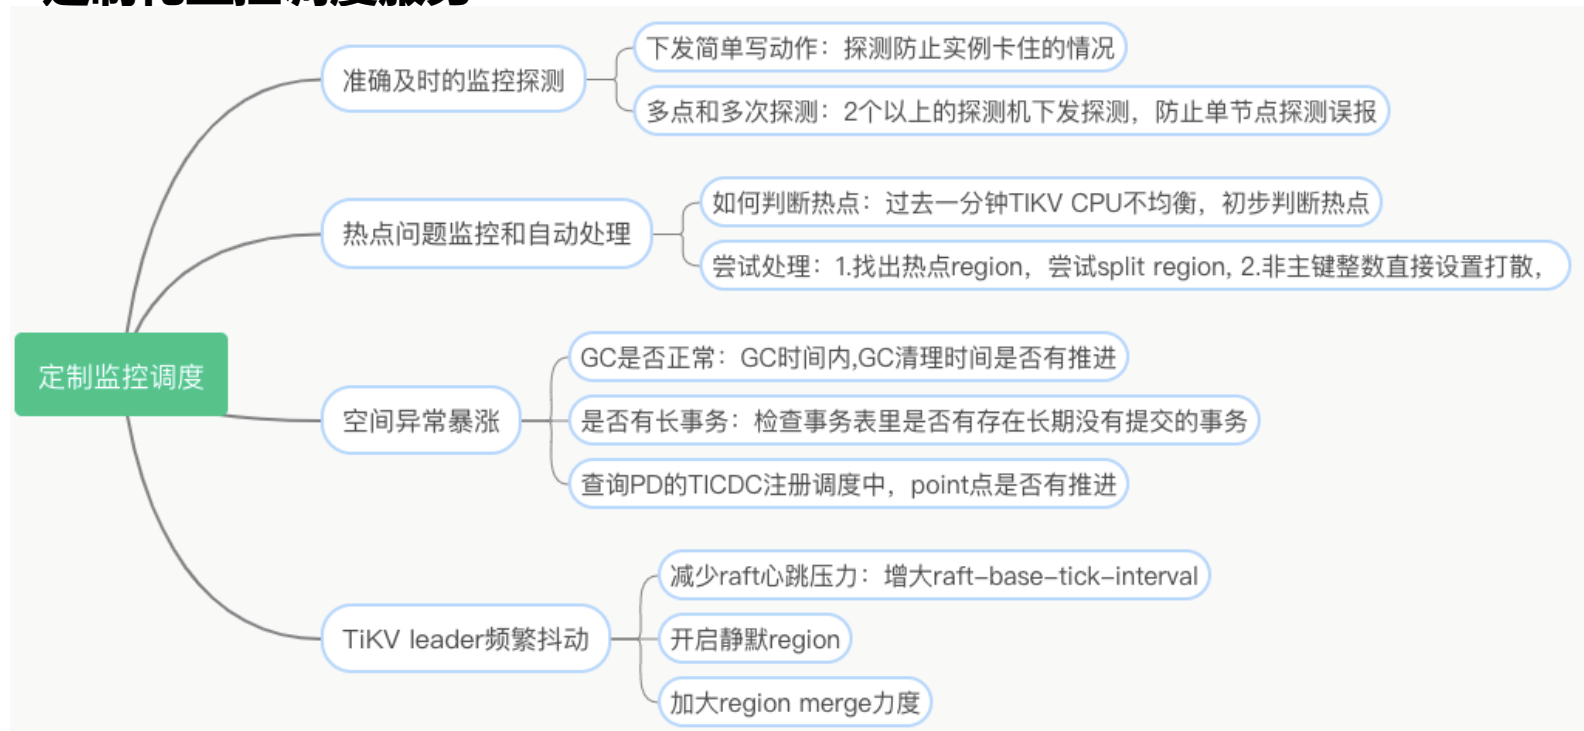 定制化监控调度服务
下发简单写动作：探测防止实例卡住的情况
准确及时的监控探测
多点和多次探测：2个以上的探测机下发探测，防止单节点探测误报
如何判断热点：过去一分钟TIKV CPU不均衡，初步判断热点
热点问题监控和自动处理
尝试处理：1.找出热点region，尝试split region, 2.非主键整数直接设置打散，
定制监控调度
GC是否正常：GC时间内,GC清理时间是否有推进
空间异常暴涨
是否有长事务：检查事务表里是否有存在长期没有提交的事务
查询PD的TICDC注册调度中，point点是否有推进
减少raft心跳压力：增大raft-base-tick-interval
TiKV leader频繁抖动
开启静默region
加大region merge力度